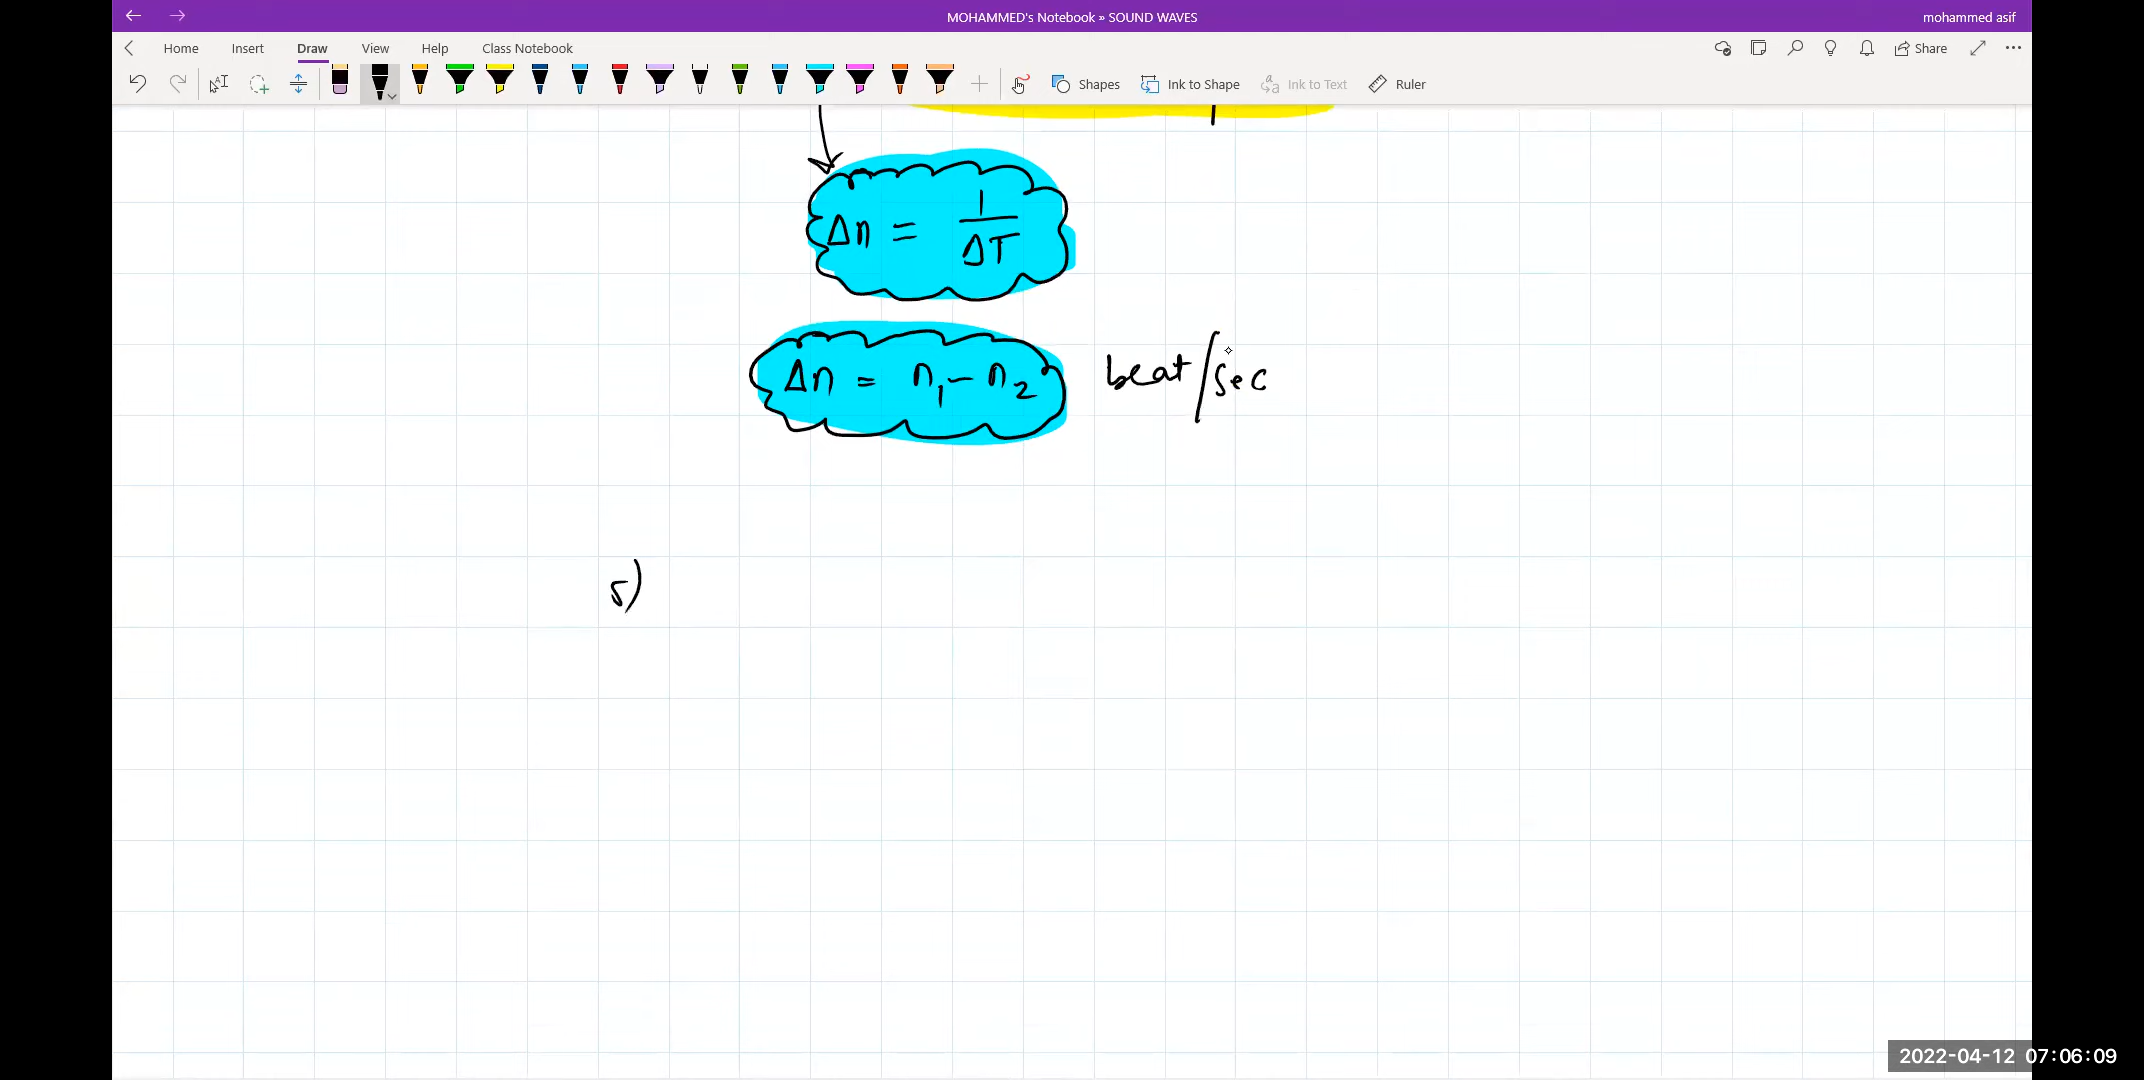 MOHAMMED's Notebook » SOUND WAVES
mohammed asif
Home Insert Draw View Help Class Notebook
Share
Shapes Ink to Shape Ink to Text Ruler
Δn = 1/ΔT
Δn = n₁ - n₂ beat/sec
5)
2022-04-12 07:06:09